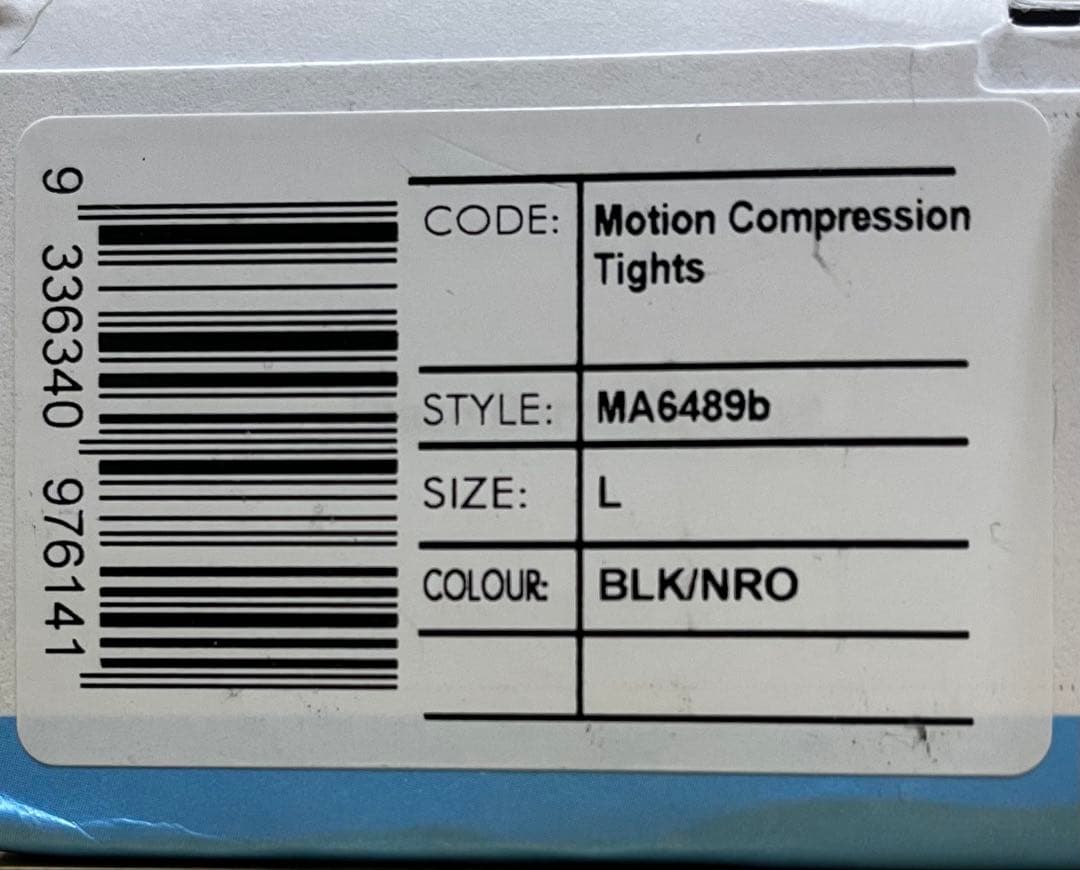 9 336340 976141
CODE: Motion Compression
Tights
STYLE: MA6489b
SIZE: L
COLOUR: BLK/NRO